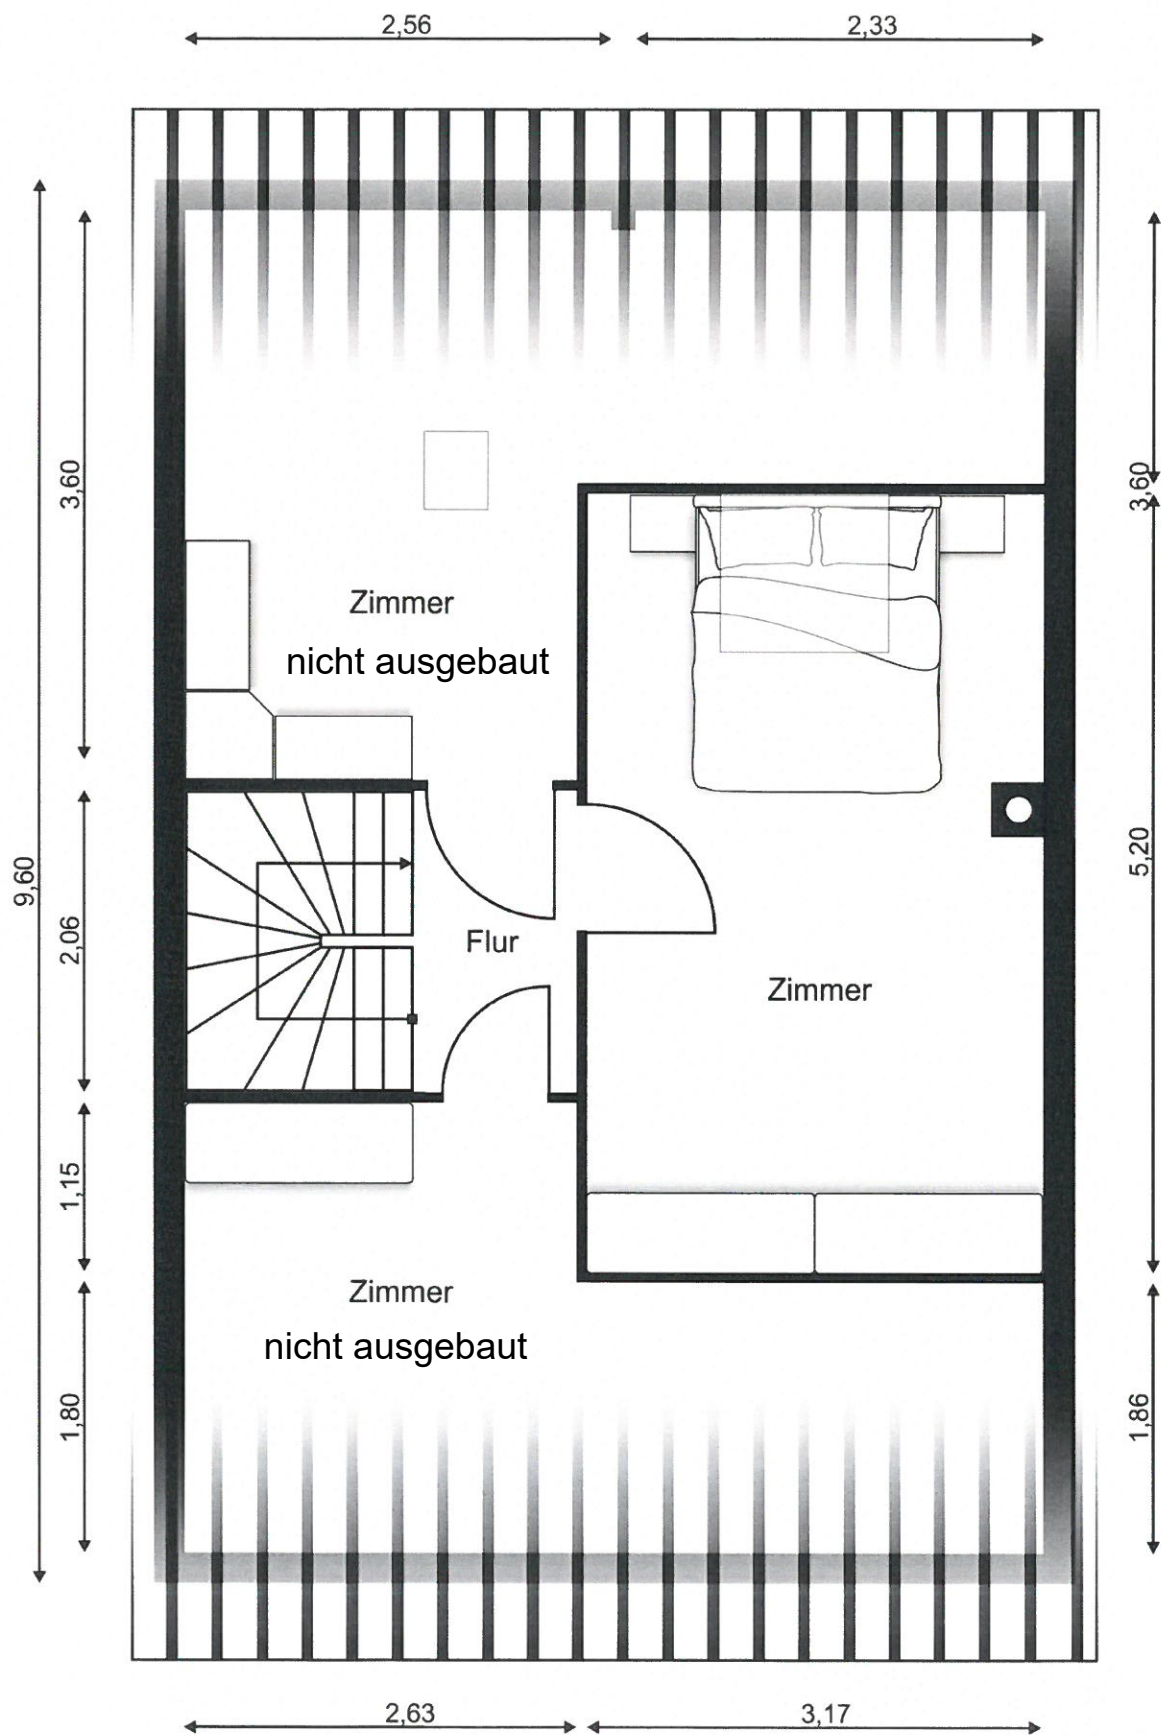 2,56
2,33
3,60
3,60
Zimmer
nicht ausgebaut
9,60
5,20
2,06
Flur
Zimmer
1,15
Zimmer
nicht ausgebaut
1,80
1,86
2,63
3,17